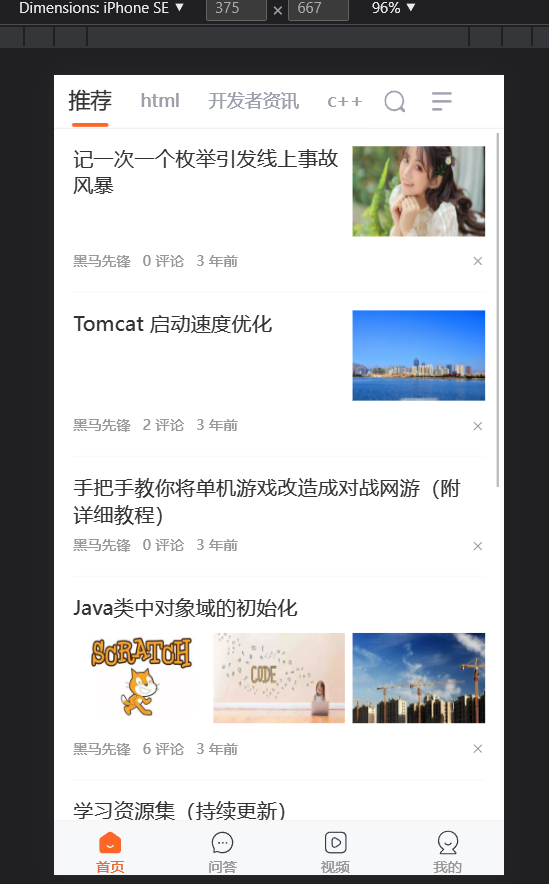 Dimensions: iPhone SE ▼ 375 × 667 96% ▼
推荐 html 开发者资讯 c++
记一次一个枚举引发线上事故
风暴
黑马先锋 0 评论 3 年前 ×
Tomcat 启动速度优化
黑马先锋 2 评论 3 年前 ×
手把手教你将单机游戏改造成对战网游（附
详细教程）
黑马先锋 0 评论 3 年前 ×
Java类中对象域的初始化
SCRATCH
CODE
黑马先锋 6 评论 3 年前 ×
学习资源集（持续更新）
首页 问答 视频 我的